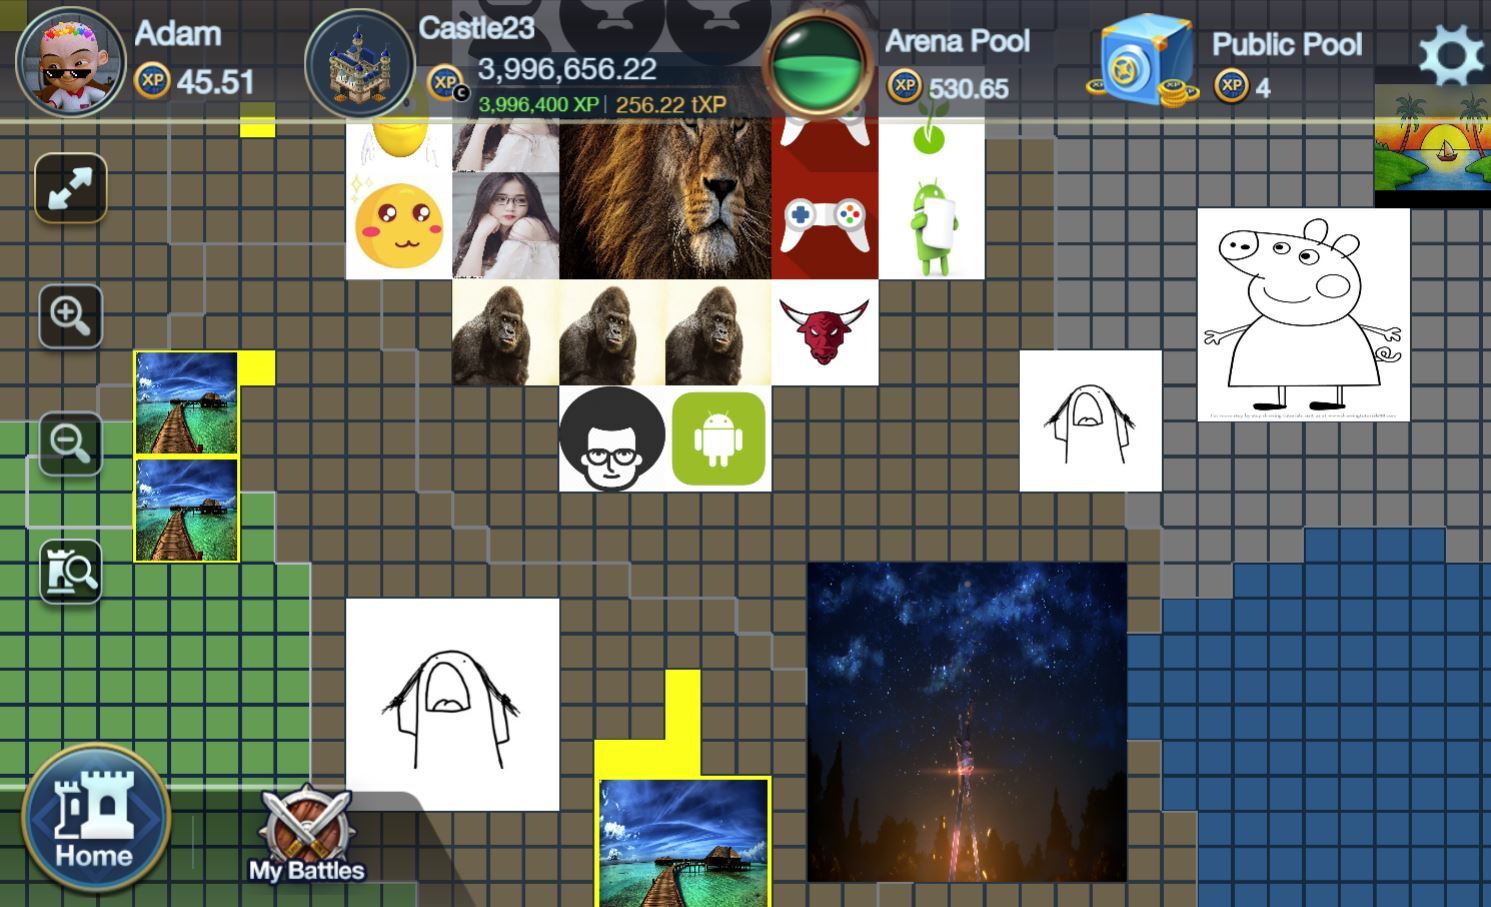 Adam
XP 45.51
Castle23
XP C 3,996,656.22
3,996,400 XP | 256.22 tXP
Arena Pool
XP 530.65
Public Pool
XP 4
Home
My Battles